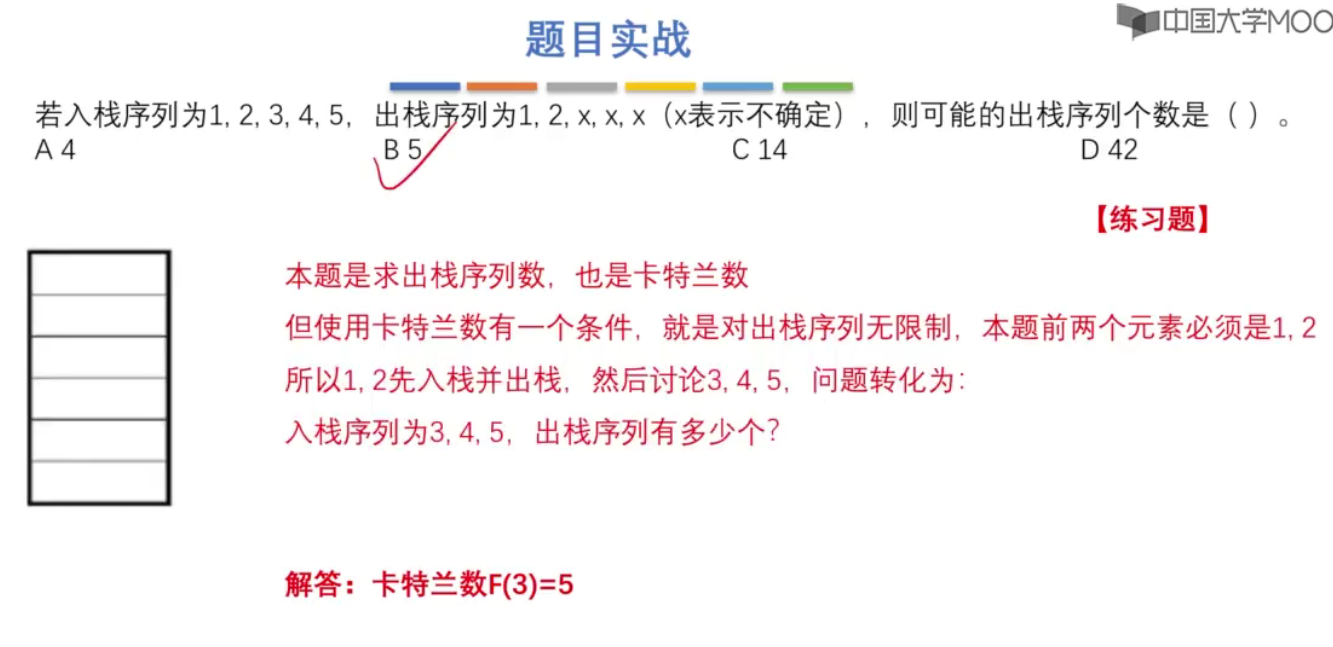 中国大学MOO
题目实战
若入栈序列为1, 2, 3, 4, 5, 出栈序列为1, 2, x, x, x（x表示不确定），则可能的出栈序列个数是（ ）。
A 4 B 5 C 14 D 42
【练习题】
本题是求出栈序列数，也是卡特兰数
但使用卡特兰数有一个条件，就是对出栈序列无限制，本题前两个元素必须是1, 2
所以1, 2先入栈并出栈，然后讨论3, 4, 5，问题转化为：
入栈序列为3, 4, 5，出栈序列有多少个？
解答：卡特兰数F(3)=5